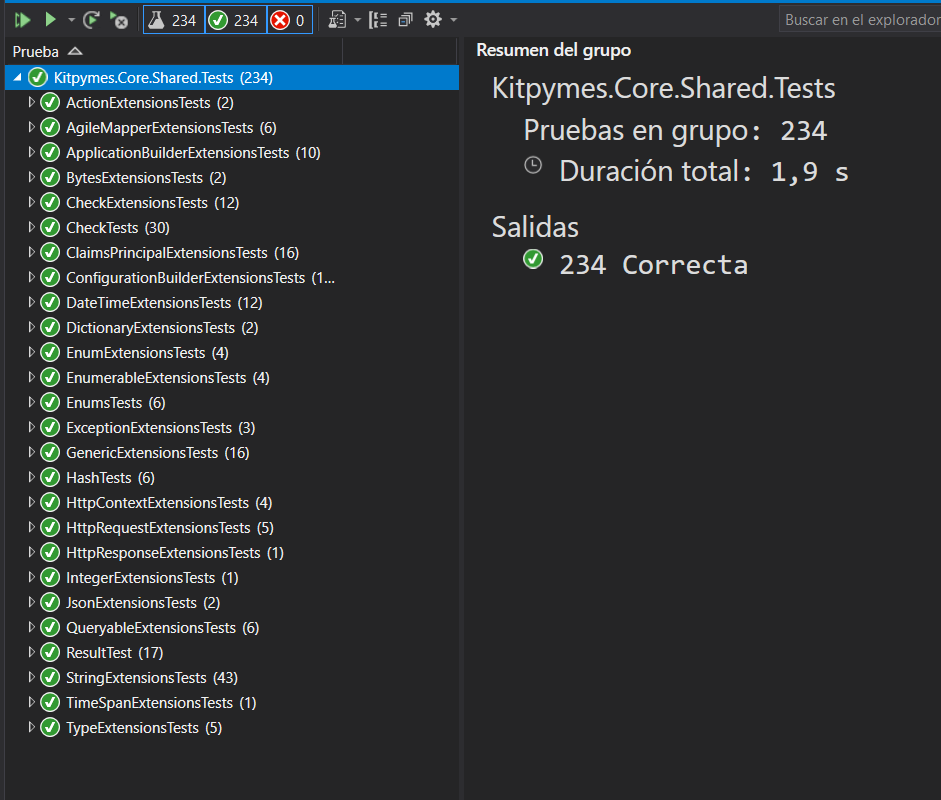 234 234 0
Buscar en el explorador
Prueba
Kitpymes.Core.Shared.Tests (234)
ActionExtensionsTests (2)
AgileMapperExtensionsTests (6)
ApplicationBuilderExtensionsTests (10)
BytesExtensionsTests (2)
CheckExtensionsTests (12)
CheckTests (30)
ClaimsPrincipalExtensionsTests (16)
ConfigurationBuilderExtensionsTests (1...
DateTimeExtensionsTests (12)
DictionaryExtensionsTests (2)
EnumExtensionsTests (4)
EnumerableExtensionsTests (4)
EnumsTests (6)
ExceptionExtensionsTests (3)
GenericExtensionsTests (16)
HashTests (6)
HttpContextExtensionsTests (4)
HttpRequestExtensionsTests (5)
HttpResponseExtensionsTests (1)
IntegerExtensionsTests (1)
JsonExtensionsTests (2)
QueryableExtensionsTests (6)
ResultTest (17)
StringExtensionsTests (43)
TimeSpanExtensionsTests (1)
TypeExtensionsTests (5)
Resumen del grupo
Kitpymes.Core.Shared.Tests
Pruebas en grupo: 234
Duración total: 1,9 s
Salidas
234 Correcta